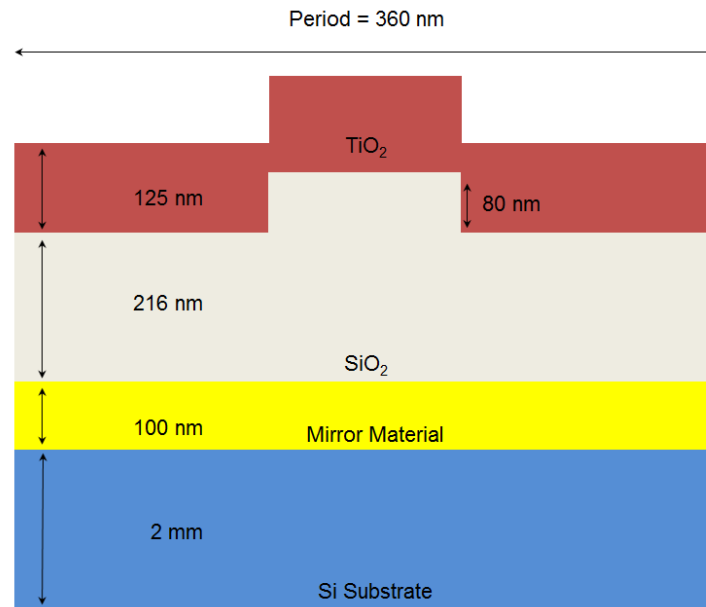 Period = 360 nm
TiO₂
125 nm
80 nm
216 nm
SiO₂
100 nm
Mirror Material
2 mm
Si Substrate